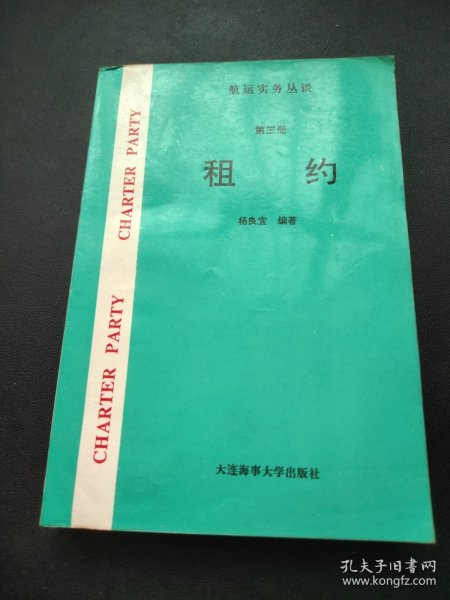 航运实务丛谈
第三册
租 约
杨良宜 编著
大连海事大学出版社
CHARTER PARTY
CHARTER PARTY
孔夫子旧书网
www.kongfz.com